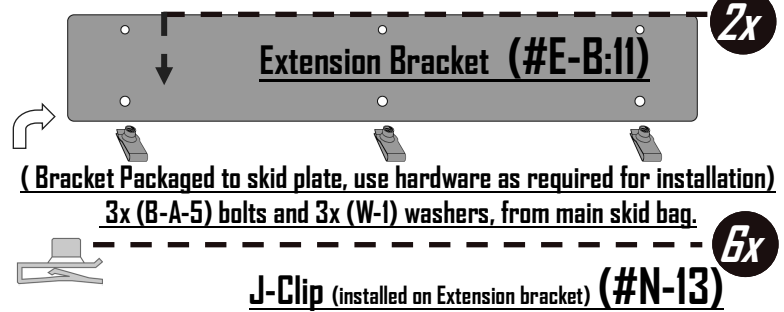 2x
Extension Bracket (#E-B:11)
( Bracket Packaged to skid plate, use hardware as required for installation)
3x (B-A-5) bolts and 3x (W-1) washers, from main skid bag.
6x
J-Clip (installed on Extension bracket) (#N-13)